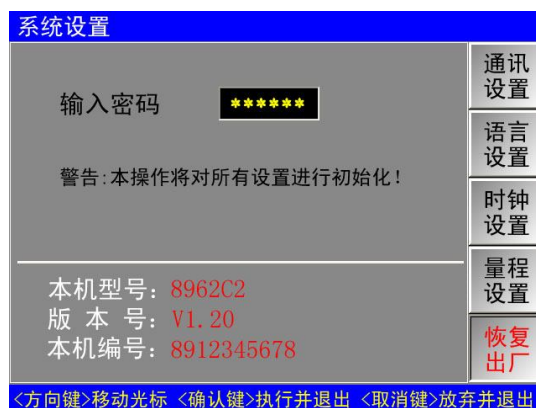 系统设置
输入密码 ******
警告:本操作将对所有设置进行初始化!
本机型号: 8962C2
版 本 号: V1.20
本机编号: 8912345678
通讯
设置
语言
设置
时钟
设置
量程
设置
恢复
出厂
<方向键>移动光标 <确认键>执行并退出 <取消键>放弃并退出